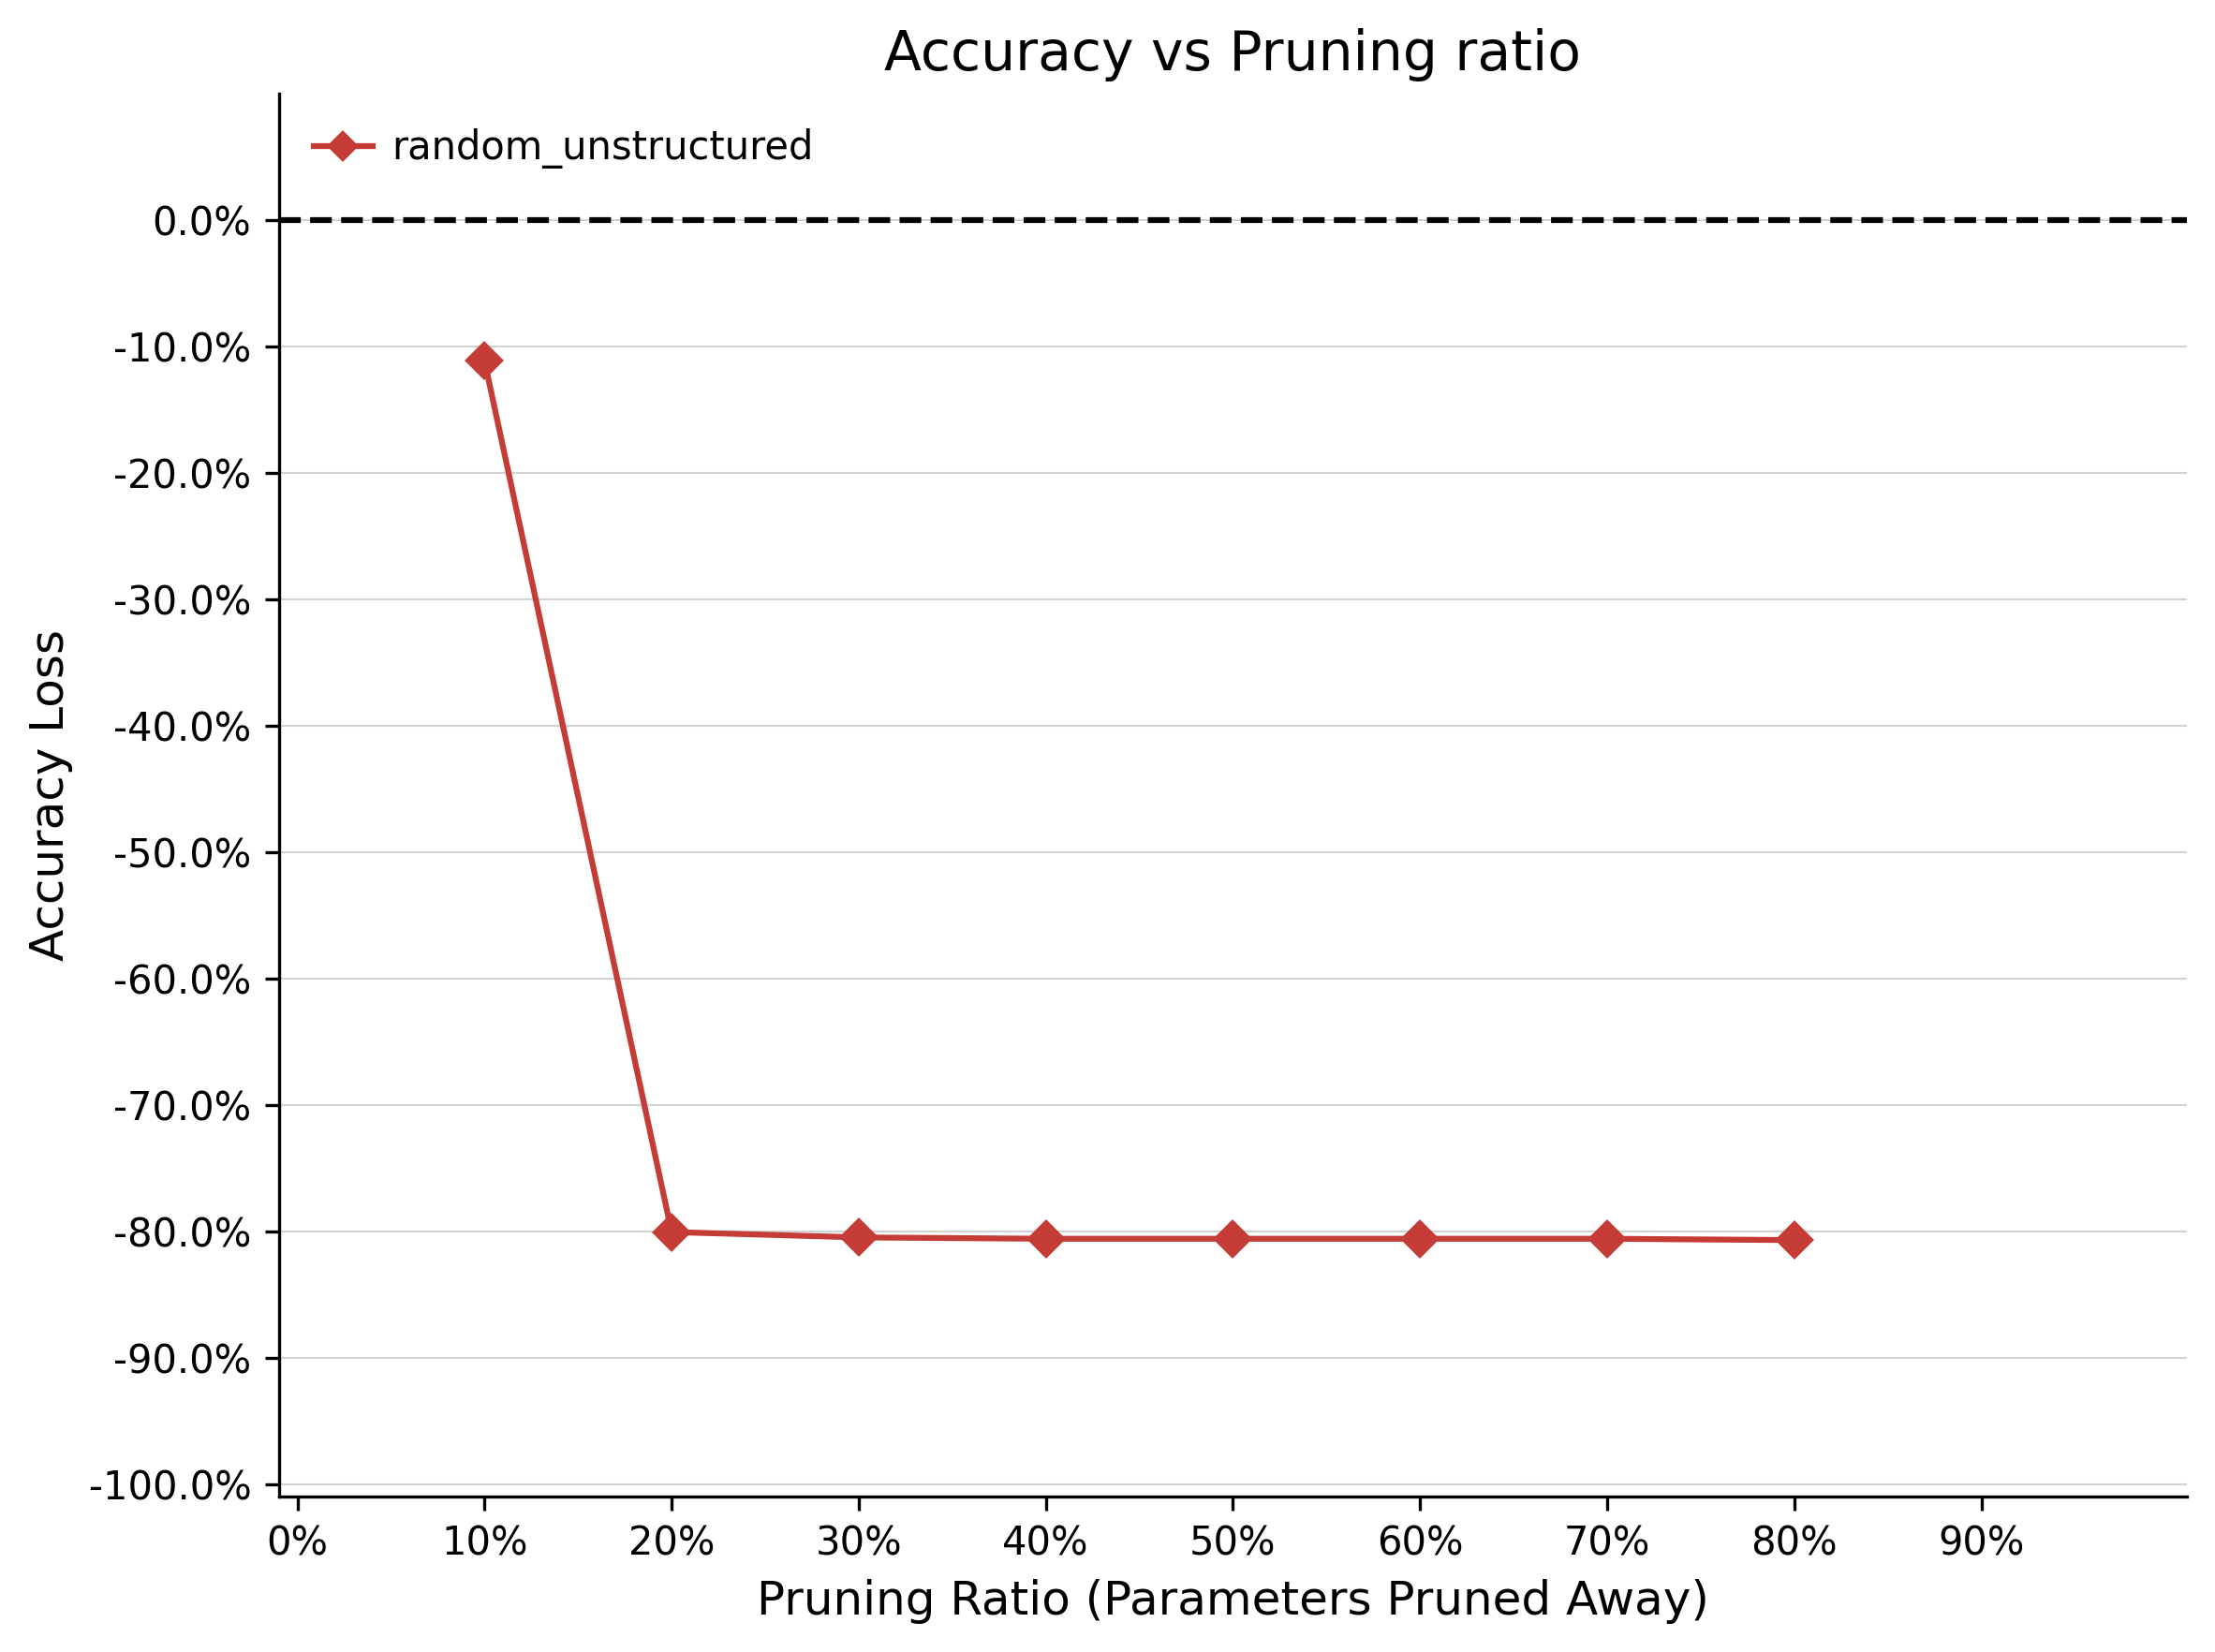 Accuracy vs Pruning ratio
random_unstructured
0.0%
-10.0%
-20.0%
-30.0%
-40.0%
-50.0%
-60.0%
-70.0%
-80.0%
-90.0%
-100.0%
Accuracy Loss
0% 10% 20% 30% 40% 50% 60% 70% 80% 90%
Pruning Ratio (Parameters Pruned Away)